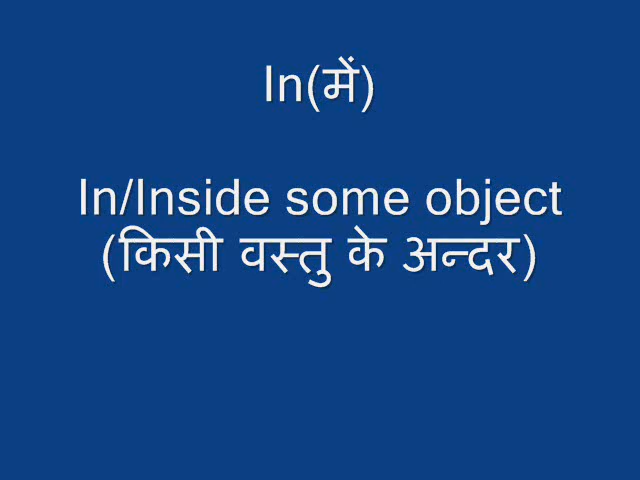 In(में)
In/Inside some object
(किसी वस्तु के अन्दर)